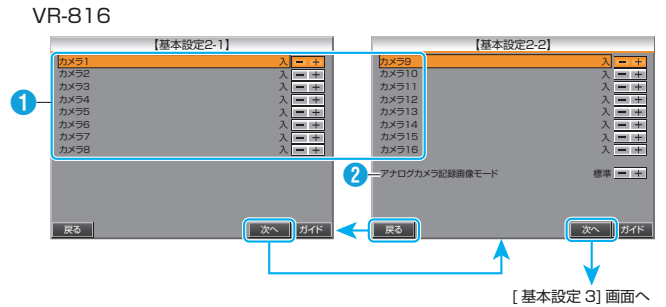 VR-816
【基本設定2-1】
カメラ1 入 − +
カメラ2 入 − +
カメラ3 入 − +
カメラ4 入 − +
カメラ5 入 − +
カメラ6 入 − +
カメラ7 入 − +
カメラ8 入 − +
戻る 次へ ガイド
【基本設定2-2】
カメラ9 入 − +
カメラ10 入 − +
カメラ11 入 − +
カメラ12 入 − +
カメラ13 入 − +
カメラ14 入 − +
カメラ15 入 − +
カメラ16 入 − +
アナログカメラ記録画像モード 標準 − +
戻る 次へ ガイド
1
2
[ 基本設定 3] 画面へ